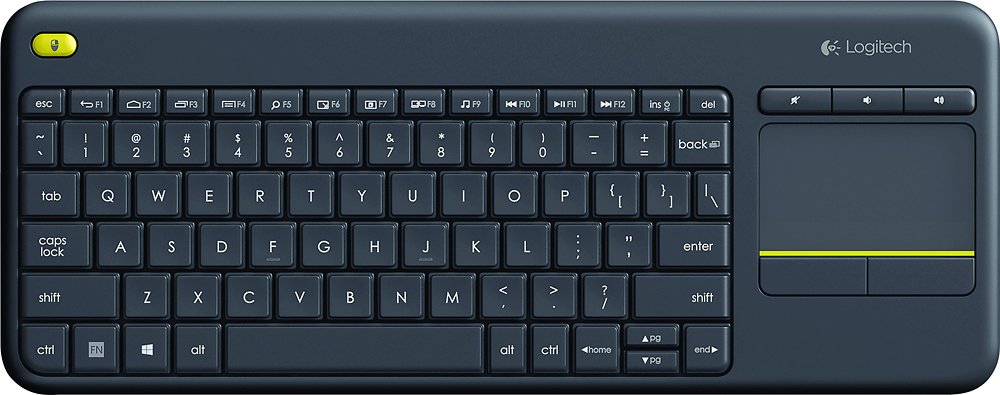 Logitech
esc F1 F2 F3 F4 F5 F6 F7 F8 F9 F10 F11 F12 ins del
~ ! @ # $ % ^ & * ( ) — +
` 1 2 3 4 5 6 7 8 9 0 - = back
tab Q W E R T Y U I O P { [ } ] | \
caps lock A S D F G H J K L : ; " ' enter
shift Z X C V B N M < , > . ? / shift
ctrl FN alt alt ctrl ◀home ▲pg end▶
▼pg